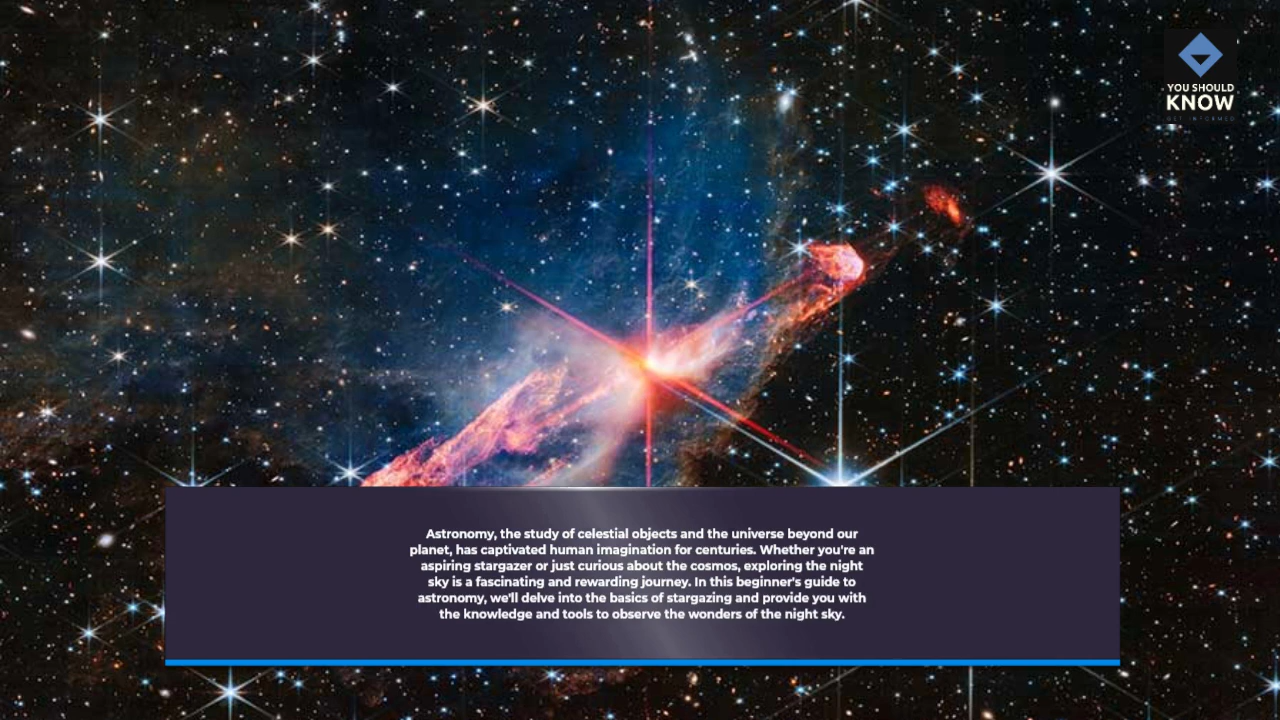 YOU SHOULD
KNOW
GET INFORMED
Astronomy, the study of celestial objects and the universe beyond our
planet, has captivated human imagination for centuries. Whether you're an
aspiring stargazer or just curious about the cosmos, exploring the night
sky is a fascinating and rewarding journey. In this beginner's guide to
astronomy, we'll delve into the basics of stargazing and provide you with
the knowledge and tools to observe the wonders of the night sky.